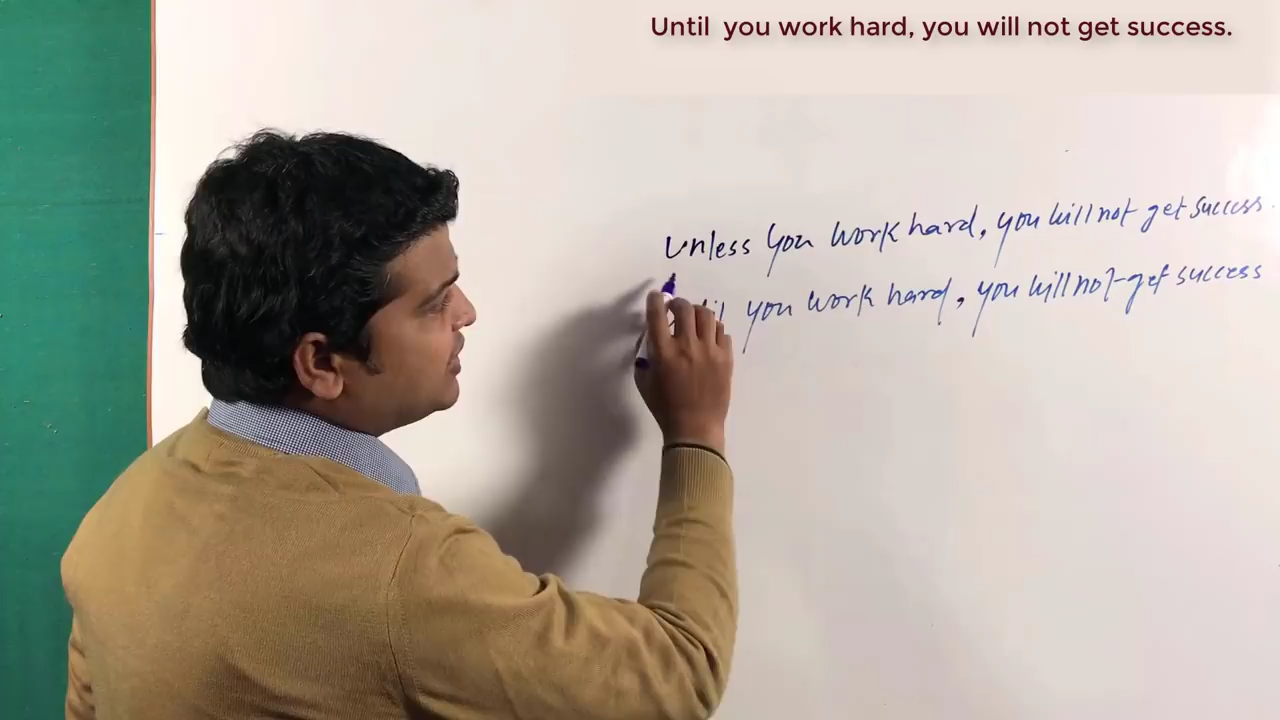 Until you work hard, you will not get success.
Unless you work hard, you will not get success.
you work hard, you will not get success